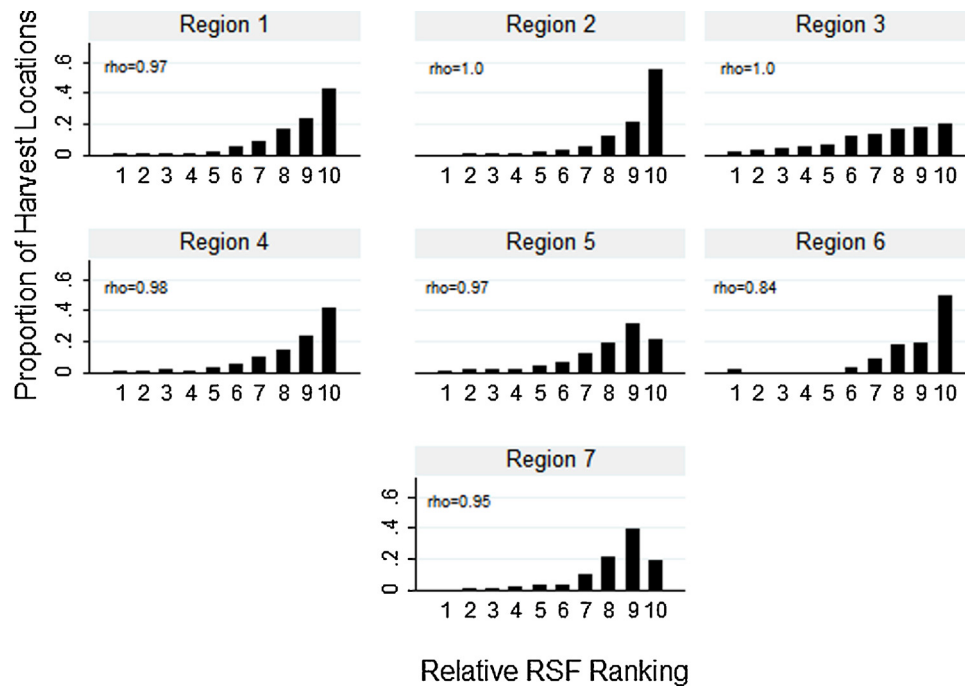 Region 1
Region 2
Region 3
rho=0.97
rho=1.0
rho=1.0
0 .2 .4 .6
1 2 3 4 5 6 7 8 9 10
1 2 3 4 5 6 7 8 9 10
1 2 3 4 5 6 7 8 9 10
Proportion of Harvest Locations
Region 4
Region 5
Region 6
rho=0.98
rho=0.97
rho=0.84
0 .2 .4 .6
1 2 3 4 5 6 7 8 9 10
1 2 3 4 5 6 7 8 9 10
1 2 3 4 5 6 7 8 9 10
Region 7
rho=0.95
0 .2 .4 .6
1 2 3 4 5 6 7 8 9 10
Relative RSF Ranking